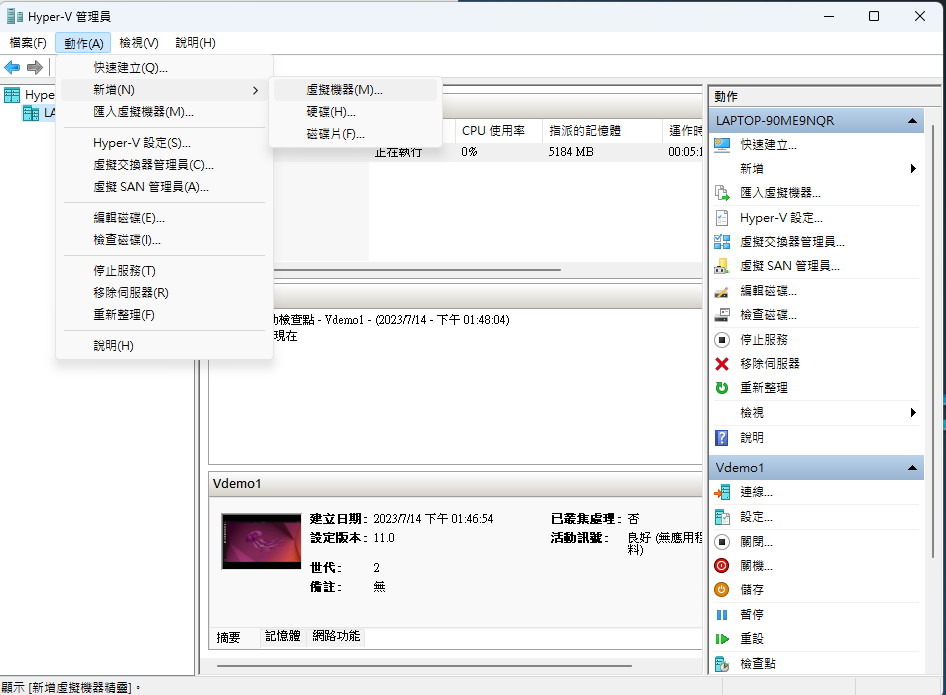 Hyper-V 管理員
檔案(F) 動作(A) 檢視(V) 說明(H)
快速建立(Q)...
新增(N)
匯入虛擬機器(M)...
Hyper-V 設定(S)...
虛擬交換器管理員(C)...
虛擬 SAN 管理員(A)...
編輯磁碟(E)...
檢查磁碟(I)...
停止服務(T)
移除伺服器(R)
重新整理(F)
說明(H)
虛擬機器(M)...
硬碟(H)...
磁碟片(F)...
Hype
LA
CPU 使用率 指派的記憶體 運作時
正在執行 0% 5184 MB 00:05:1
動檢查點 - Vdemo1 - (2023/7/14 - 下午 01:48:04)
現在
Vdemo1
建立日期: 2023/7/14 下午 01:46:54 已叢集處理: 否
設定版本: 11.0 活動訊號: 良好 (無應用程
料)
世代: 2
備註: 無
摘要 記憶體 網路功能
動作
LAPTOP-90ME9NQR
快速建立...
新增
匯入虛擬機器...
Hyper-V 設定...
虛擬交換器管理員...
虛擬 SAN 管理員...
編輯磁碟...
檢查磁碟...
停止服務
移除伺服器
重新整理
檢視
說明
Vdemo1
連線...
設定...
關閉...
關機...
儲存
暫停
重設
檢查點
顯示 [新增虛擬機器精靈]。